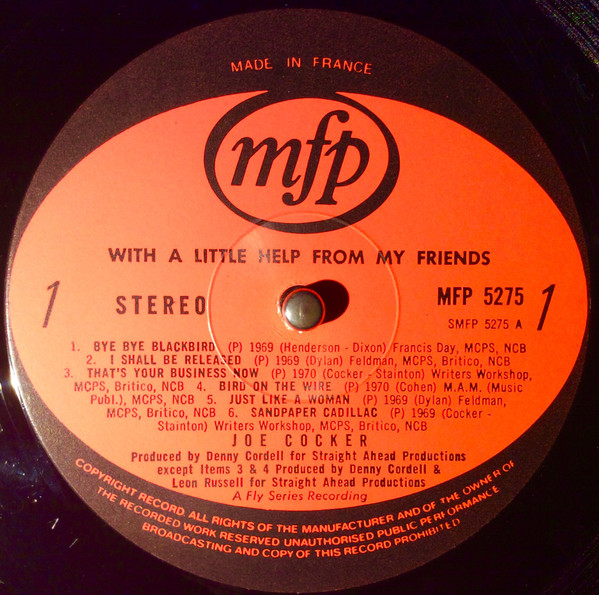 MADE IN FRANCE
mfp
WITH A LITTLE HELP FROM MY FRIENDS
1 STEREO MFP 5275 1
SMFP 5275 A
1. BYE BYE BLACKBIRD (P) 1969 (Henderson - Dixon) Francis Day, MCPS, NCB
2. I SHALL BE RELEASED (P) 1969 (Dylan) Feldman, MCPS, Britico, NCB
3. THAT'S YOUR BUSINESS NOW (P) 1970 (Cocker - Stainton) Writers Workshop,
MCPS, Britico, NCB 4. BIRD ON THE WIRE (P) 1970 (Cohen) M.A.M. (Music
Publ.), MCPS, NCB 5. JUST LIKE A WOMAN (P) 1969 (Dylan) Feldman,
MCPS, Britico, NCB 6. SANDPAPER CADILLAC (P) 1969 (Cocker -
Stainton) Writers Workshop, MCPS, Britico, NCB
JOE COCKER
Produced by Denny Cordell for Straight Ahead Productions
except Items 3 & 4 Produced by Denny Cordell &
Leon Russell for Straight Ahead Productions
A Fly Series Recording
COPYRIGHT RECORD ALL RIGHTS OF THE MANUFACTURER AND OF THE OWNER OF
THE RECORDED WORK RESERVED UNAUTHORISED PUBLIC PERFORMANCE
BROADCASTING AND COPY OF THIS RECORD PROHIBITED